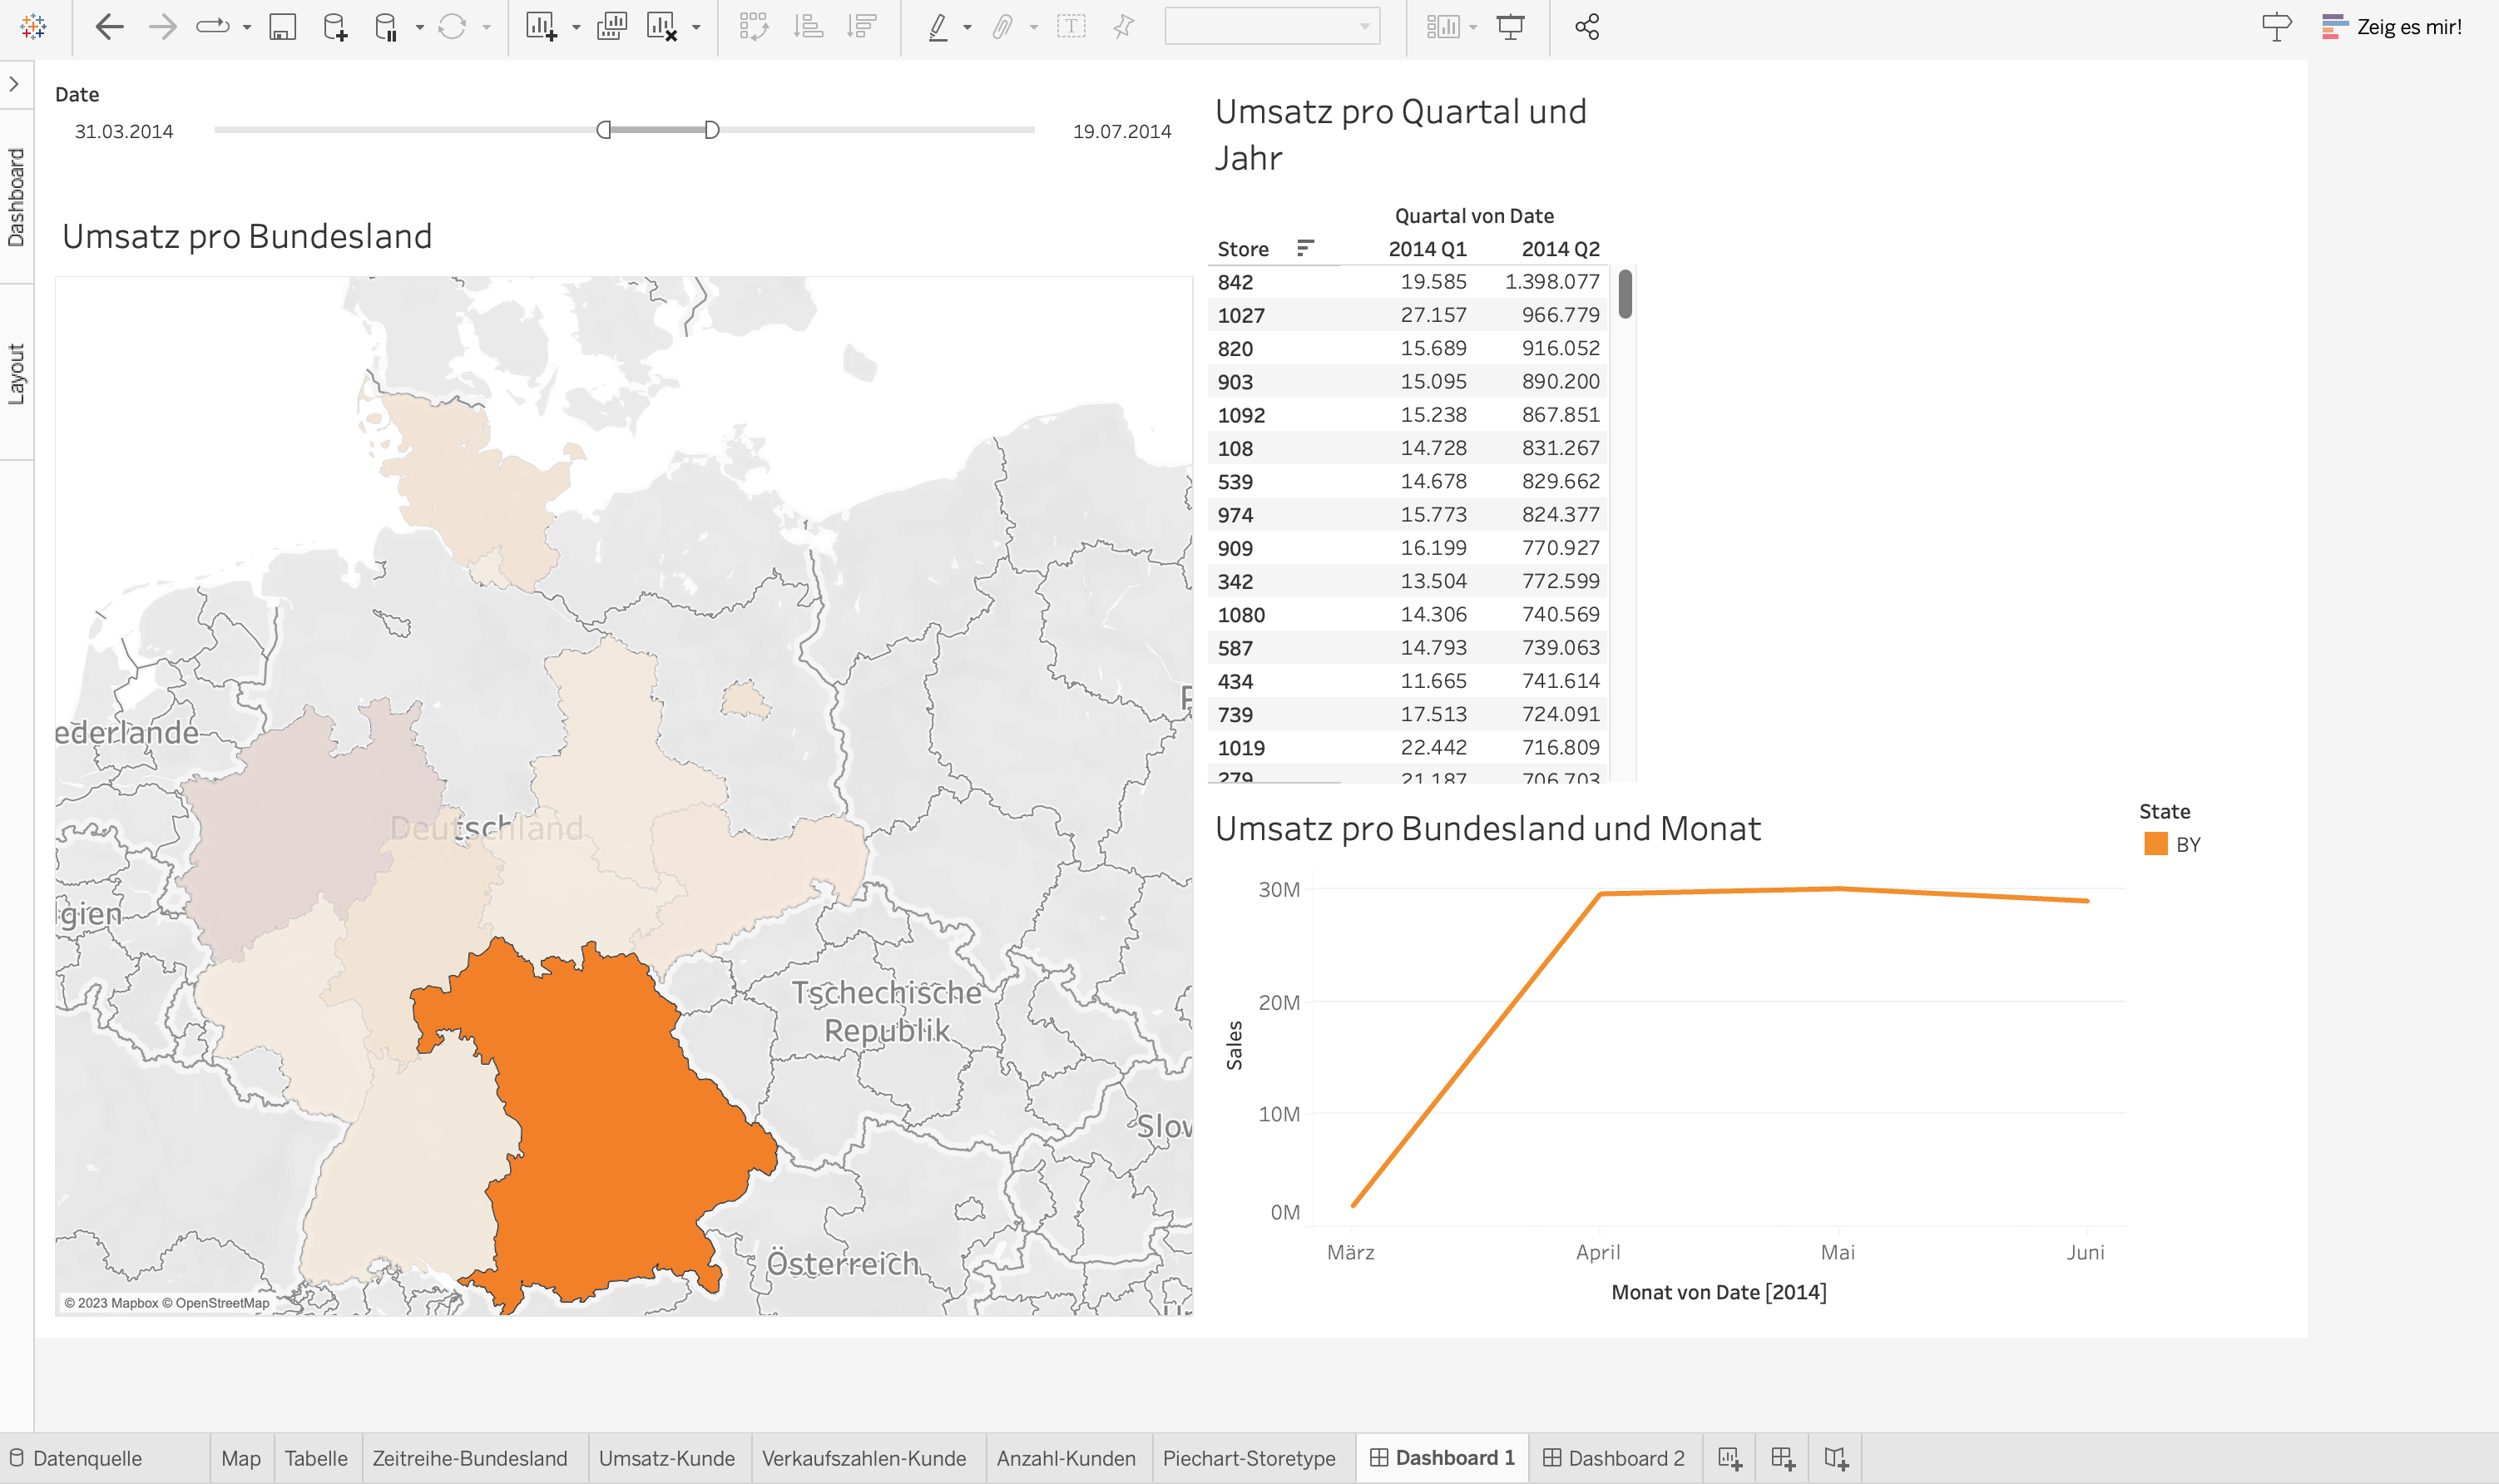 Zeig es mir!
Dashboard
Layout
Date
31.03.2014
19.07.2014
Umsatz pro Bundesland
ederlande
Deutschland
gien
Tschechische
Republik
Slov
Österreich
© 2023 Mapbox © OpenStreetMap
Umsatz pro Quartal und
Jahr
Quartal von Date
Store 2014 Q1 2014 Q2
842 19.585 1.398.077
1027 27.157 966.779
820 15.689 916.052
903 15.095 890.200
1092 15.238 867.851
108 14.728 831.267
539 14.678 829.662
974 15.773 824.377
909 16.199 770.927
342 13.504 772.599
1080 14.306 740.569
587 14.793 739.063
434 11.665 741.614
739 17.513 724.091
1019 22.442 716.809
279 21.187 706.703
Umsatz pro Bundesland und Monat
State
BY
30M
20M
10M
0M
Sales
März April Mai Juni
Monat von Date [2014]
Datenquelle Map Tabelle Zeitreihe-Bundesland Umsatz-Kunde Verkaufszahlen-Kunde Anzahl-Kunden Piechart-Storetype Dashboard 1 Dashboard 2